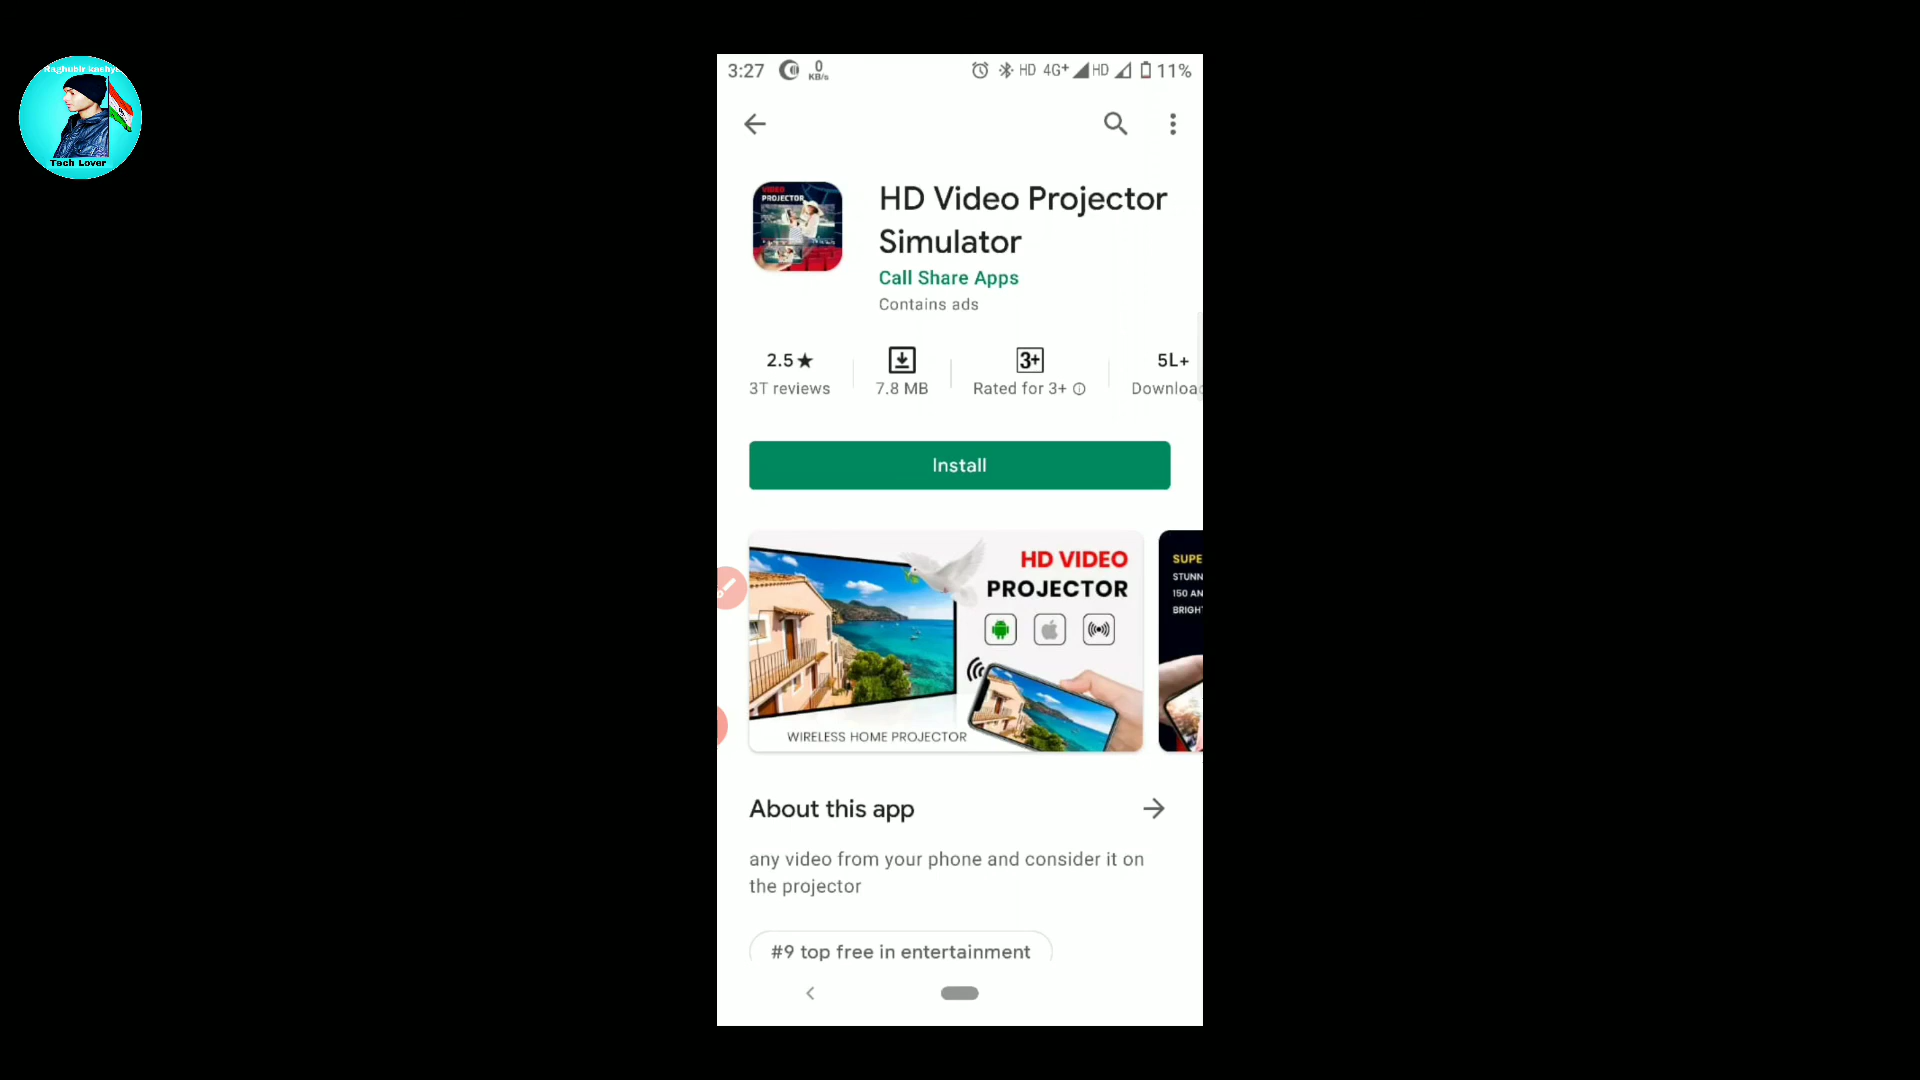 Tech Lover
3:27 0 KB/s HD 4G+ HD 11%
VIDEO
PROJECTOR
HD Video Projector
Simulator
Call Share Apps
Contains ads
2.5★ 3+ 5L+
3T reviews 7.8 MB Rated for 3+
Install
HD VIDEO
PROJECTOR
WIRELESS HOME PROJECTOR
SUPE
STUNN
150 AN
BRIGH
About this app
any video from your phone and consider it on
the projector
#9 top free in entertainment